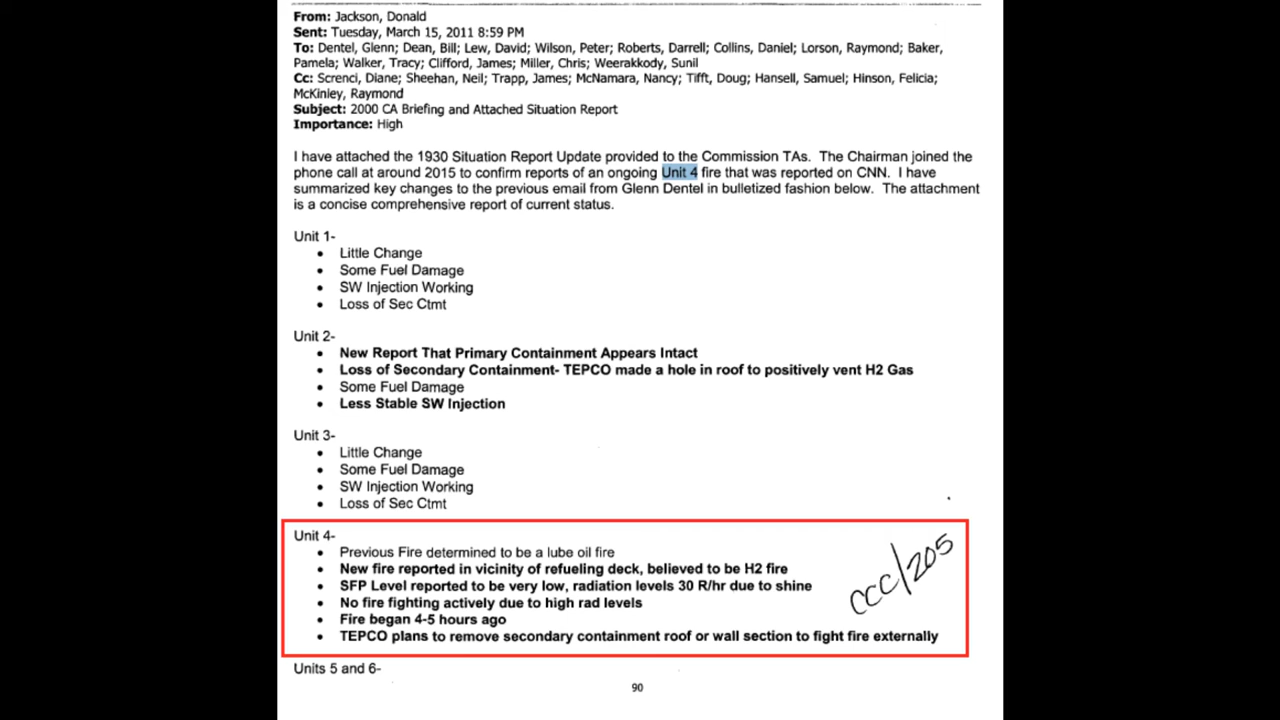 From: Jackson, Donald
Sent: Tuesday, March 15, 2011 8:59 PM
To: Dentel, Glenn; Dean, Bill; Lew, David; Wilson, Peter; Roberts, Darrell; Collins, Daniel; Lorson, Raymond; Baker,
Pamela; Walker, Tracy; Clifford, James; Miller, Chris; Weerakkody, Sunil
Cc: Screnci, Diane; Sheehan, Neil; Trapp, James; McNamara, Nancy; Tifft, Doug; Hansell, Samuel; Hinson, Felicia;
McKinley, Raymond
Subject: 2000 CA Briefing and Attached Situation Report
Importance: High
I have attached the 1930 Situation Report Update provided to the Commission TAs. The Chairman joined the
phone call at around 2015 to confirm reports of an ongoing Unit 4 fire that was reported on CNN. I have
summarized key changes to the previous email from Glenn Dentel in bulletized fashion below. The attachment
is a concise comprehensive report of current status.
Unit 1-
• Little Change
• Some Fuel Damage
• SW Injection Working
• Loss of Sec Ctmt
Unit 2-
• New Report That Primary Containment Appears Intact
• Loss of Secondary Containment- TEPCO made a hole in roof to positively vent H2 Gas
• Some Fuel Damage
• Less Stable SW Injection
Unit 3-
• Little Change
• Some Fuel Damage
• SW Injection Working
• Loss of Sec Ctmt
Unit 4-
• Previous Fire determined to be a lube oil fire
• New fire reported in vicinity of refueling deck, believed to be H2 fire
• SFP Level reported to be very low, radiation levels 30 R/hr due to shine
• No fire fighting actively due to high rad levels
• Fire began 4-5 hours ago
• TEPCO plans to remove secondary containment roof or wall section to fight fire externally
CCC/205
Units 5 and 6-
90